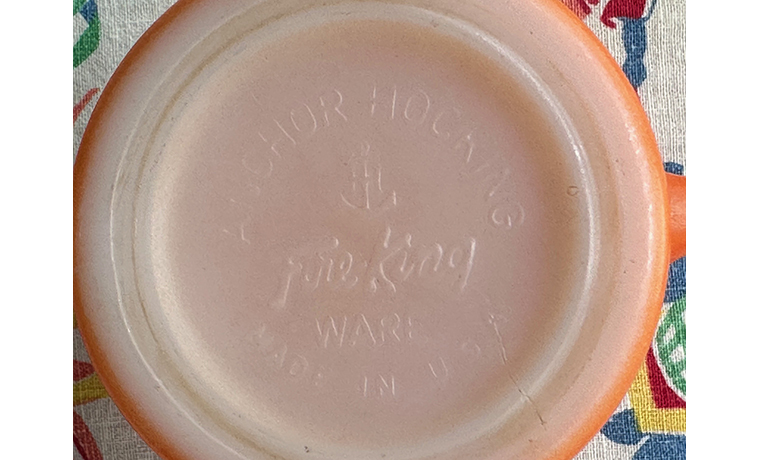 ANCHOR HOCKING
Fire-King
WARE
MADE IN U.S.A.